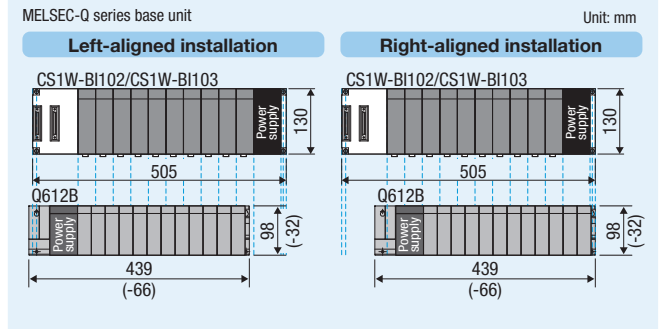 MELSEC-Q series base unit
Unit: mm
Left-aligned installation
CS1W-BI102/CS1W-BI103
Power supply
130
505
Q612B
Power supply
98
(-32)
439
(-66)
Right-aligned installation
CS1W-BI102/CS1W-BI103
Power supply
130
505
Q612B
Power supply
98
(-32)
439
(-66)